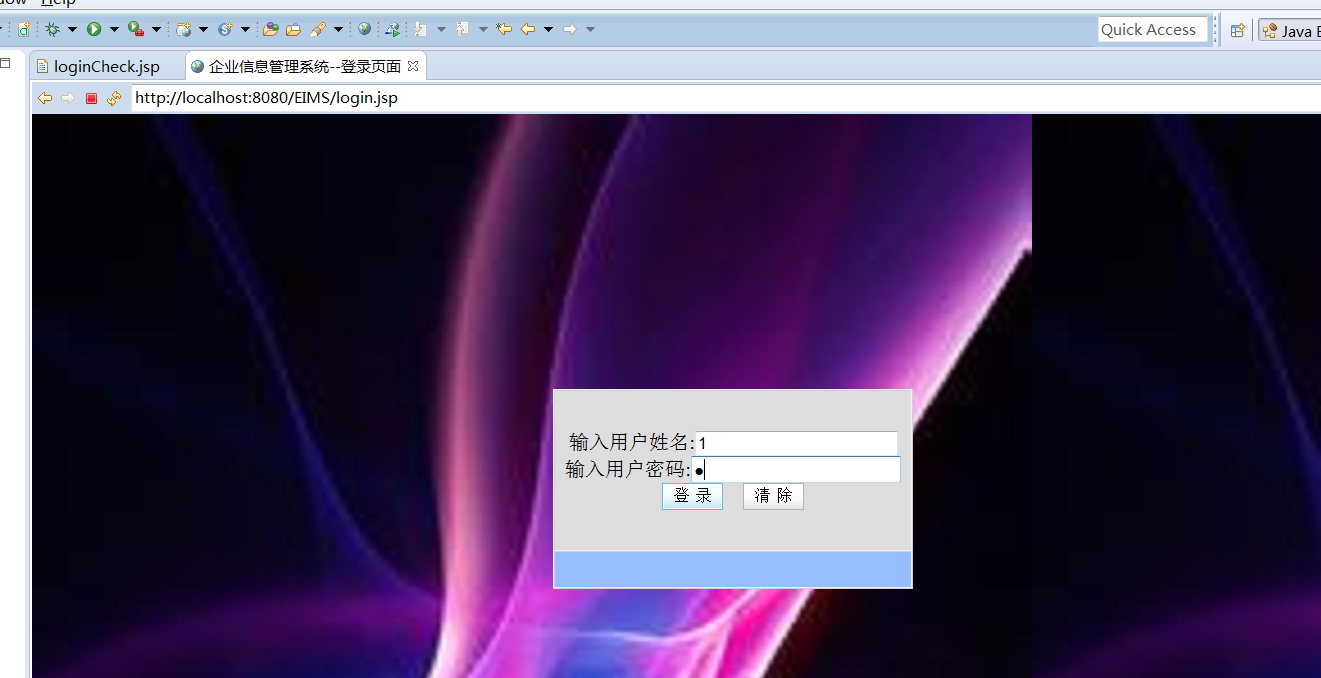 Help
Quick Access
Java
loginCheck.jsp
企业信息管理系统--登录页面
http://localhost:8080/EIMS/login.jsp
输入用户姓名:1
输入用户密码:●
登 录 清 除